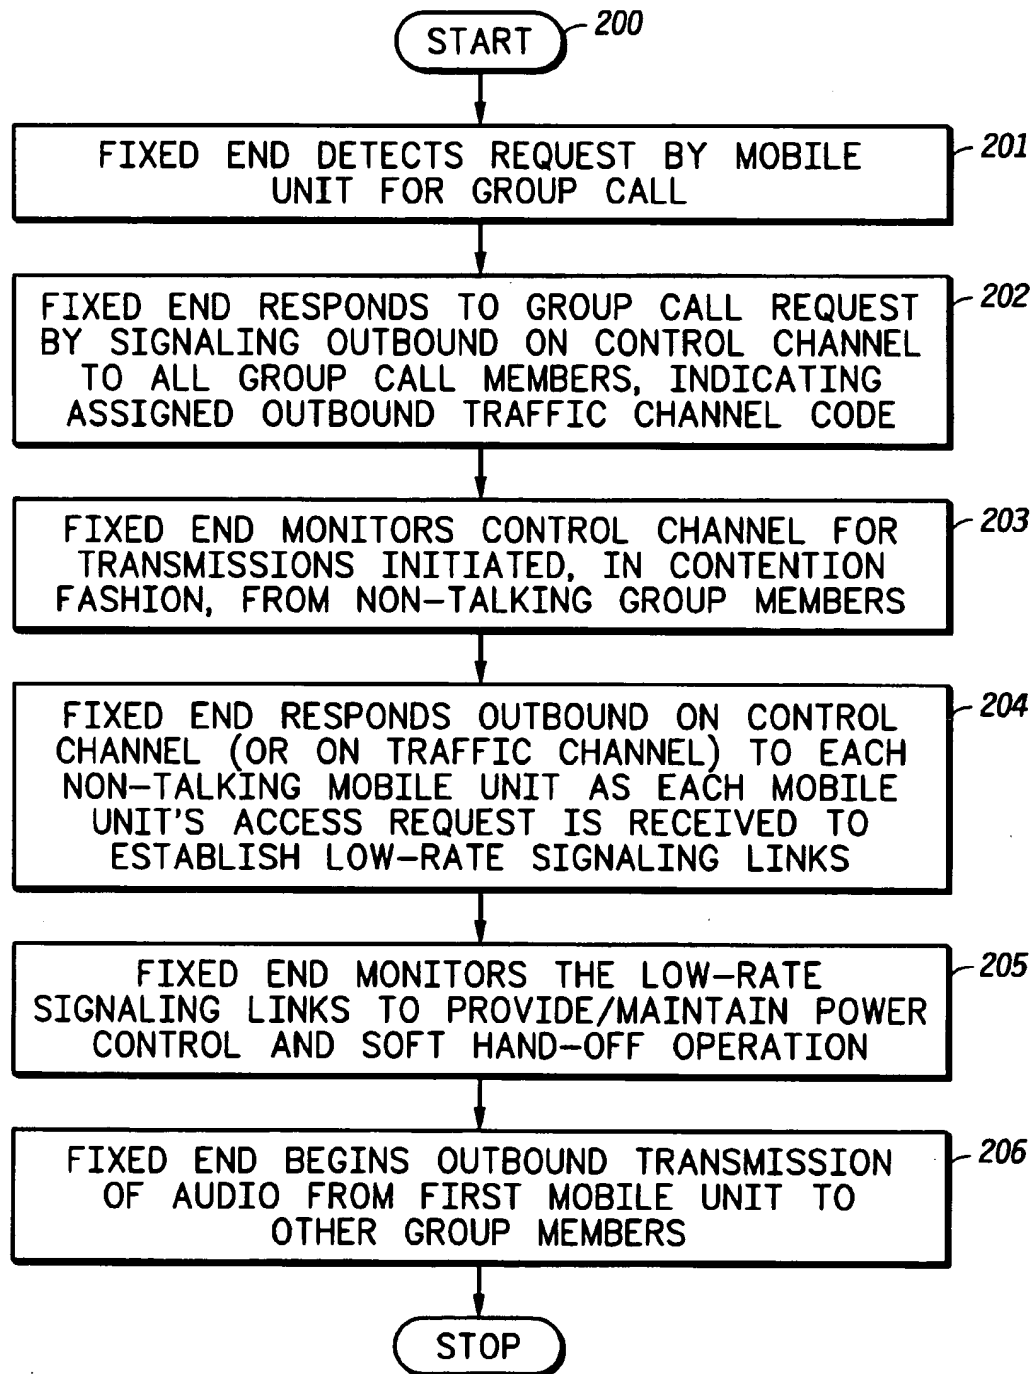 START
200
FIXED END DETECTS REQUEST BY MOBILE
UNIT FOR GROUP CALL
201
FIXED END RESPONDS TO GROUP CALL REQUEST
BY SIGNALING OUTBOUND ON CONTROL CHANNEL
TO ALL GROUP CALL MEMBERS, INDICATING
ASSIGNED OUTBOUND TRAFFIC CHANNEL CODE
202
FIXED END MONITORS CONTROL CHANNEL FOR
TRANSMISSIONS INITIATED, IN CONTENTION
FASHION, FROM NON-TALKING GROUP MEMBERS
203
FIXED END RESPONDS OUTBOUND ON CONTROL
CHANNEL (OR ON TRAFFIC CHANNEL) TO EACH
NON-TALKING MOBILE UNIT AS EACH MOBILE
UNIT'S ACCESS REQUEST IS RECEIVED TO
ESTABLISH LOW-RATE SIGNALING LINKS
204
FIXED END MONITORS THE LOW-RATE
SIGNALING LINKS TO PROVIDE/MAINTAIN POWER
CONTROL AND SOFT HAND-OFF OPERATION
205
FIXED END BEGINS OUTBOUND TRANSMISSION
OF AUDIO FROM FIRST MOBILE UNIT TO
OTHER GROUP MEMBERS
206
STOP